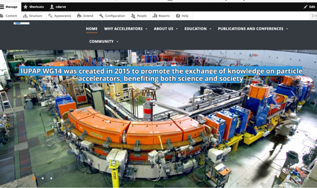 Manage Shortcuts cdarve Edit
Content Structure Appearance Extend Configuration People Reports Help
HOME WHY ACCELERATORS ABOUT US EDUCATION PUBLICATIONS AND CONFERENCES
COMMUNITY
IUPAP WG14 was created in 2015 to promote the exchange of knowledge on particle
accelerators, benefiting both science and society